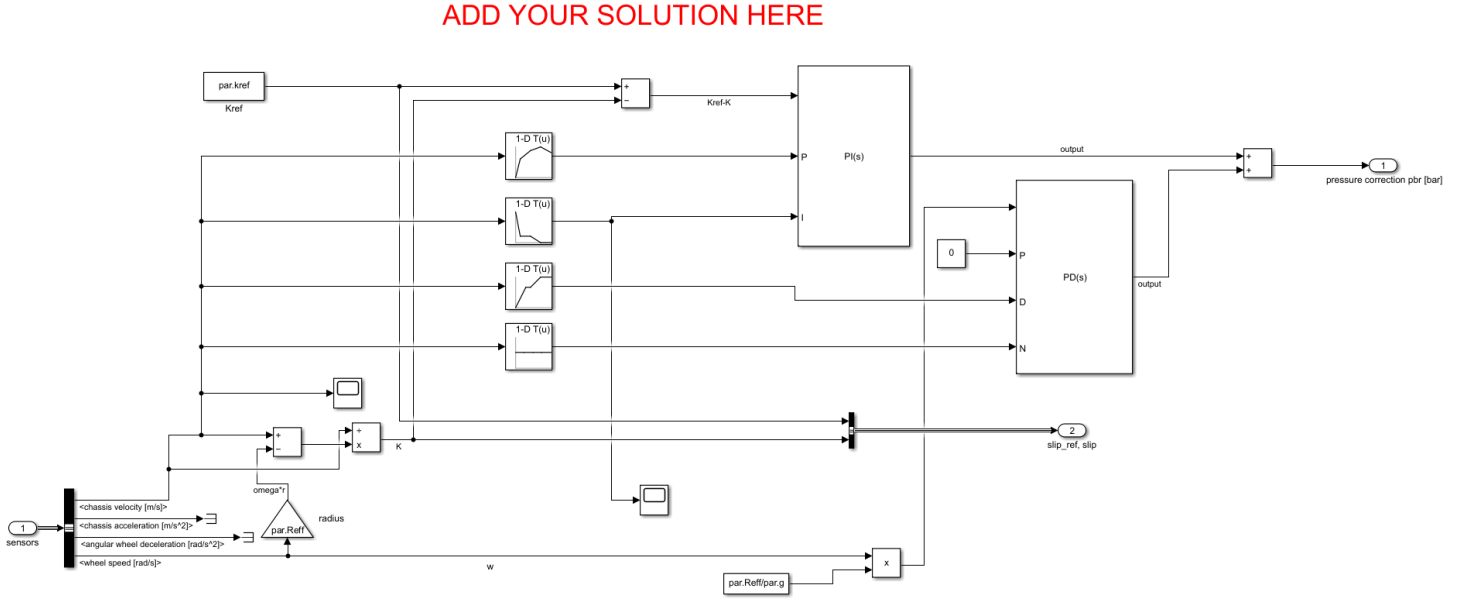 ADD YOUR SOLUTION HERE
par.kref
Kref
+
−
Kref-K
1-D T(u)
P
PI(s)
output
+
+
1
pressure correction pbr [bar]
1-D T(u)
I
0
P
PD(s)
output
1-D T(u)
D
1-D T(u)
N
+
−
÷
x
K
2
slip_ref, slip
omega*r
<chassis velocity [m/s]>
radius
par.Reff
1
sensors
<chassis acceleration [m/s^2]>
<angular wheel deceleration [rad/s^2]>
<wheel speed [rad/s]>
w
x
par.Reff/par.g